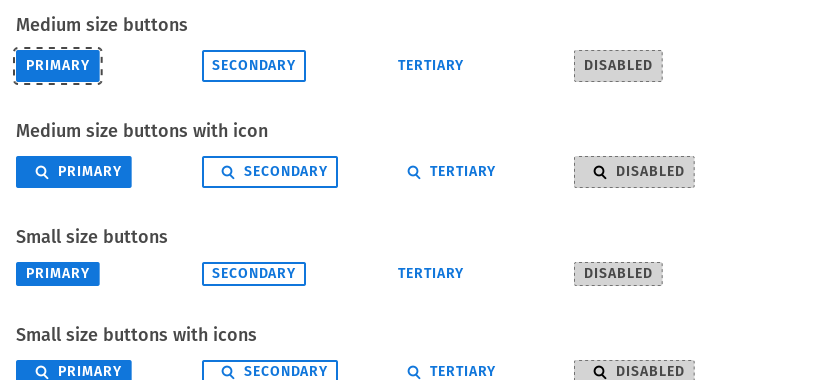 Medium size buttons
PRIMARY SECONDARY TERTIARY DISABLED
Medium size buttons with icon
PRIMARY SECONDARY TERTIARY DISABLED
Small size buttons
PRIMARY SECONDARY TERTIARY DISABLED
Small size buttons with icons
PRIMARY SECONDARY TERTIARY DISABLED